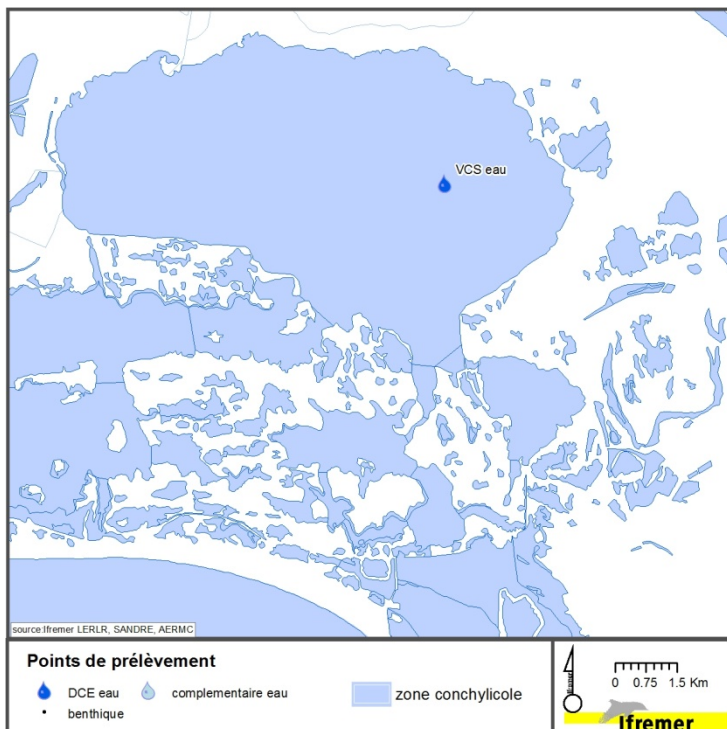 VCS eau
source:Ifremer LERLR, SANDRE, AERMC
Points de prélèvement
DCE eau
complementaire eau
zone conchylicole
benthique
0 0.75 1.5 Km
Ifremer